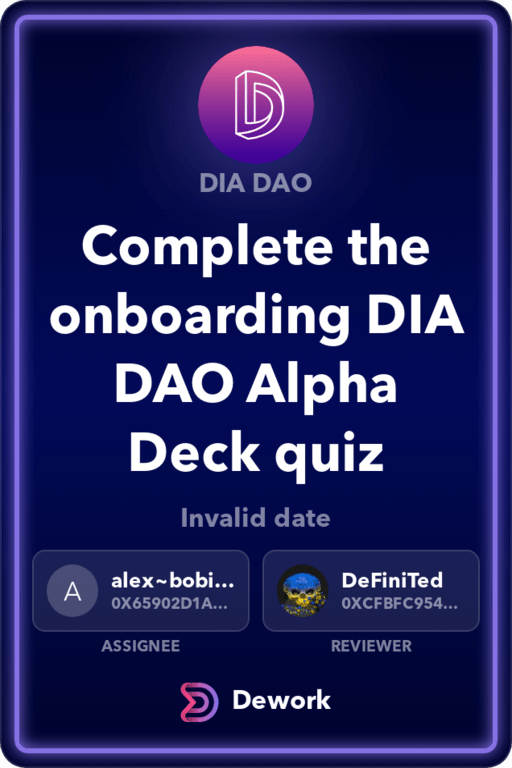 DIA DAO
Complete the
onboarding DIA
DAO Alpha
Deck quiz
Invalid date
A
alex~bobi...
0X65902D1A...
ASSIGNEE
DeFiniTed
0XCFBFC954...
REVIEWER
Dework